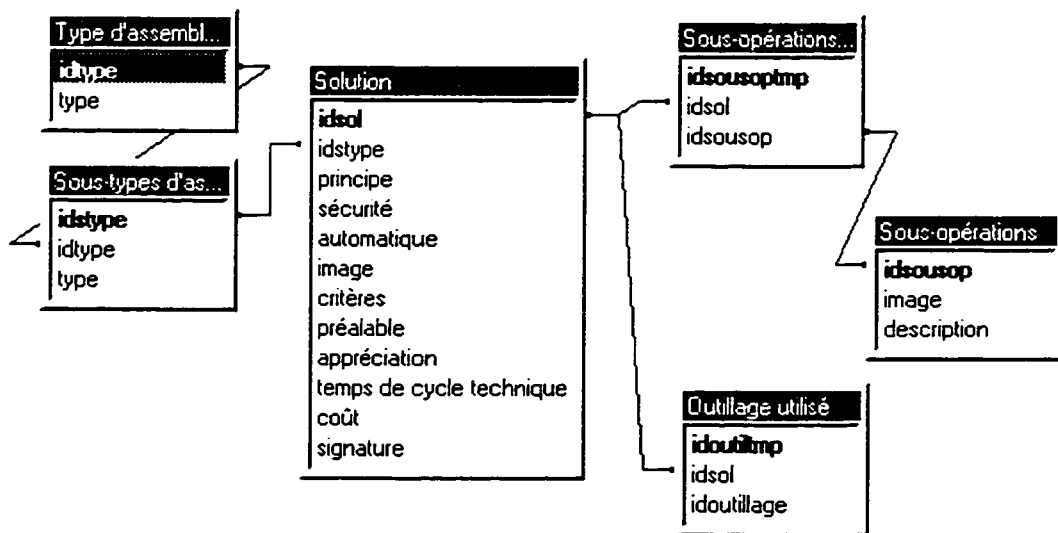 Type d'assembl...
idtype
type
Sous-types d'as...
idstype
idtype
type
Solution
idsol
idstype
principe
sécurité
automatique
image
critères
préalable
appréciation
temps de cycle technique
coût
signature
Sous-opérations...
idsousoptmp
idsol
idsousop
Sous-opérations
idsousop
image
description
Outillage utilisé
idoutiltmp
idsol
idoutillage